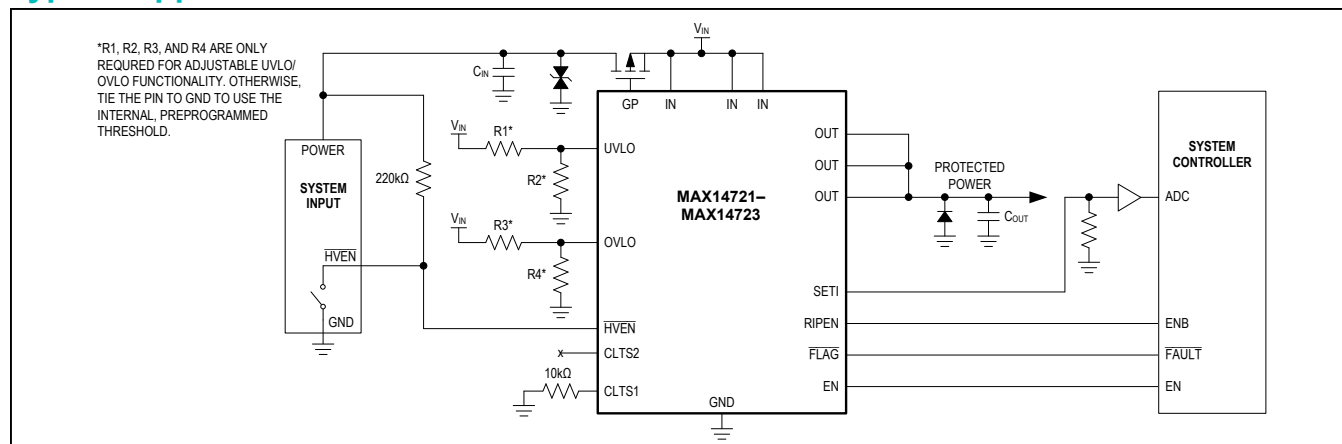 *R1, R2, R3, AND R4 ARE ONLY
REQURED FOR ADJUSTABLE UVLO/
OVLO FUNCTIONALITY. OTHERWISE,
TIE THE PIN TO GND TO USE THE
INTERNAL, PREPROGRAMMED
THRESHOLD.
VIN
CIN
GP IN IN IN
POWER
SYSTEM
INPUT
HVEN
GND
220kΩ
VIN
R1*
R2*
UVLO
VIN
R3*
R4*
OVLO
HVEN
CLTS2
x
10kΩ
CLTS1
MAX14721–
MAX14723
GND
OUT
OUT
OUT
SETI
RIPEN
FLAG
EN
PROTECTED
POWER
COUT
SYSTEM
CONTROLLER
ADC
ENB
FAULT
EN